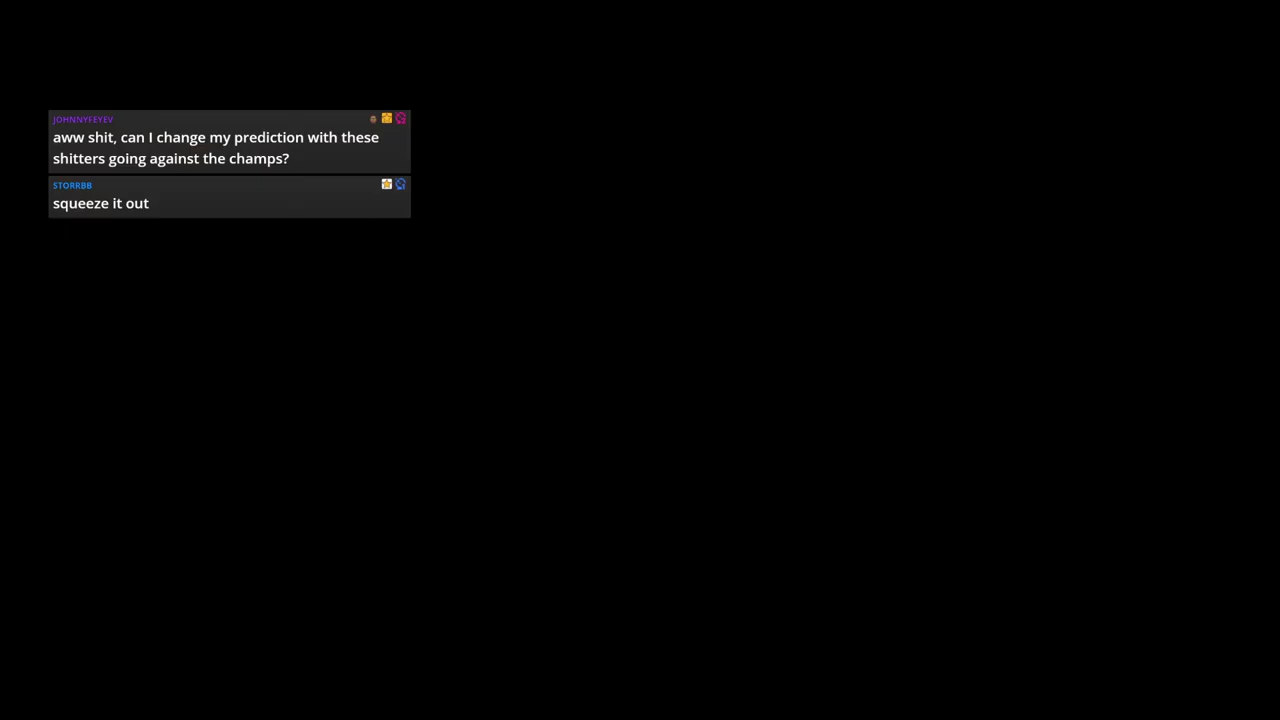 JOHNNYFEYEV
aww shit, can I change my prediction with these
shitters going against the champs?
STORRBB
squeeze it out